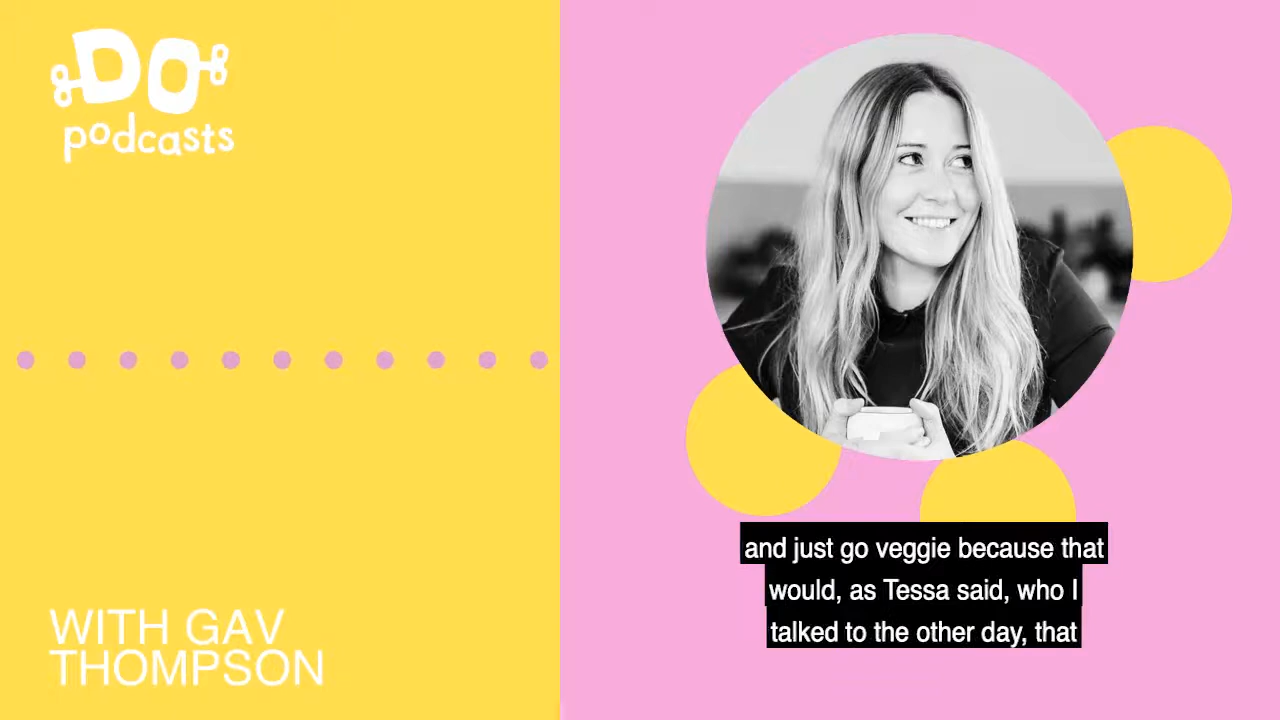 DO
podcasts
WITH GAV
THOMPSON
and just go veggie because that
would, as Tessa said, who I
talked to the other day, that